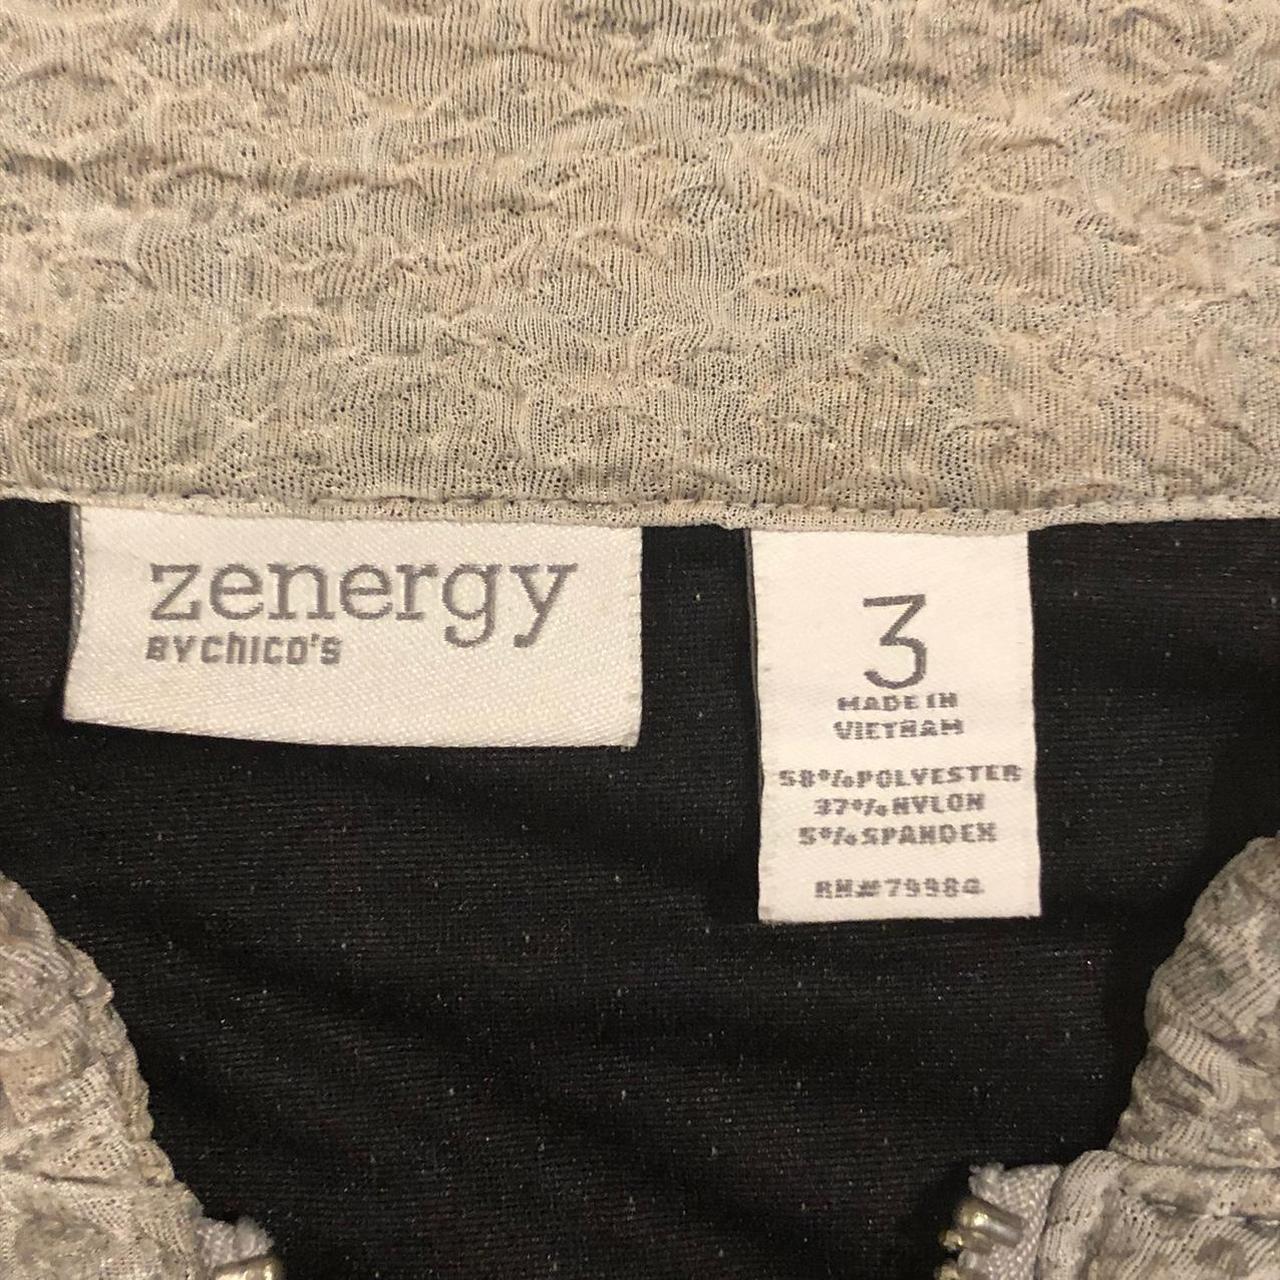 zenergy
BY CHICO'S
3
MADE IN
VIETNAM
58% POLYESTER
37% NYLON
5% SPANDEX
RN# 79984